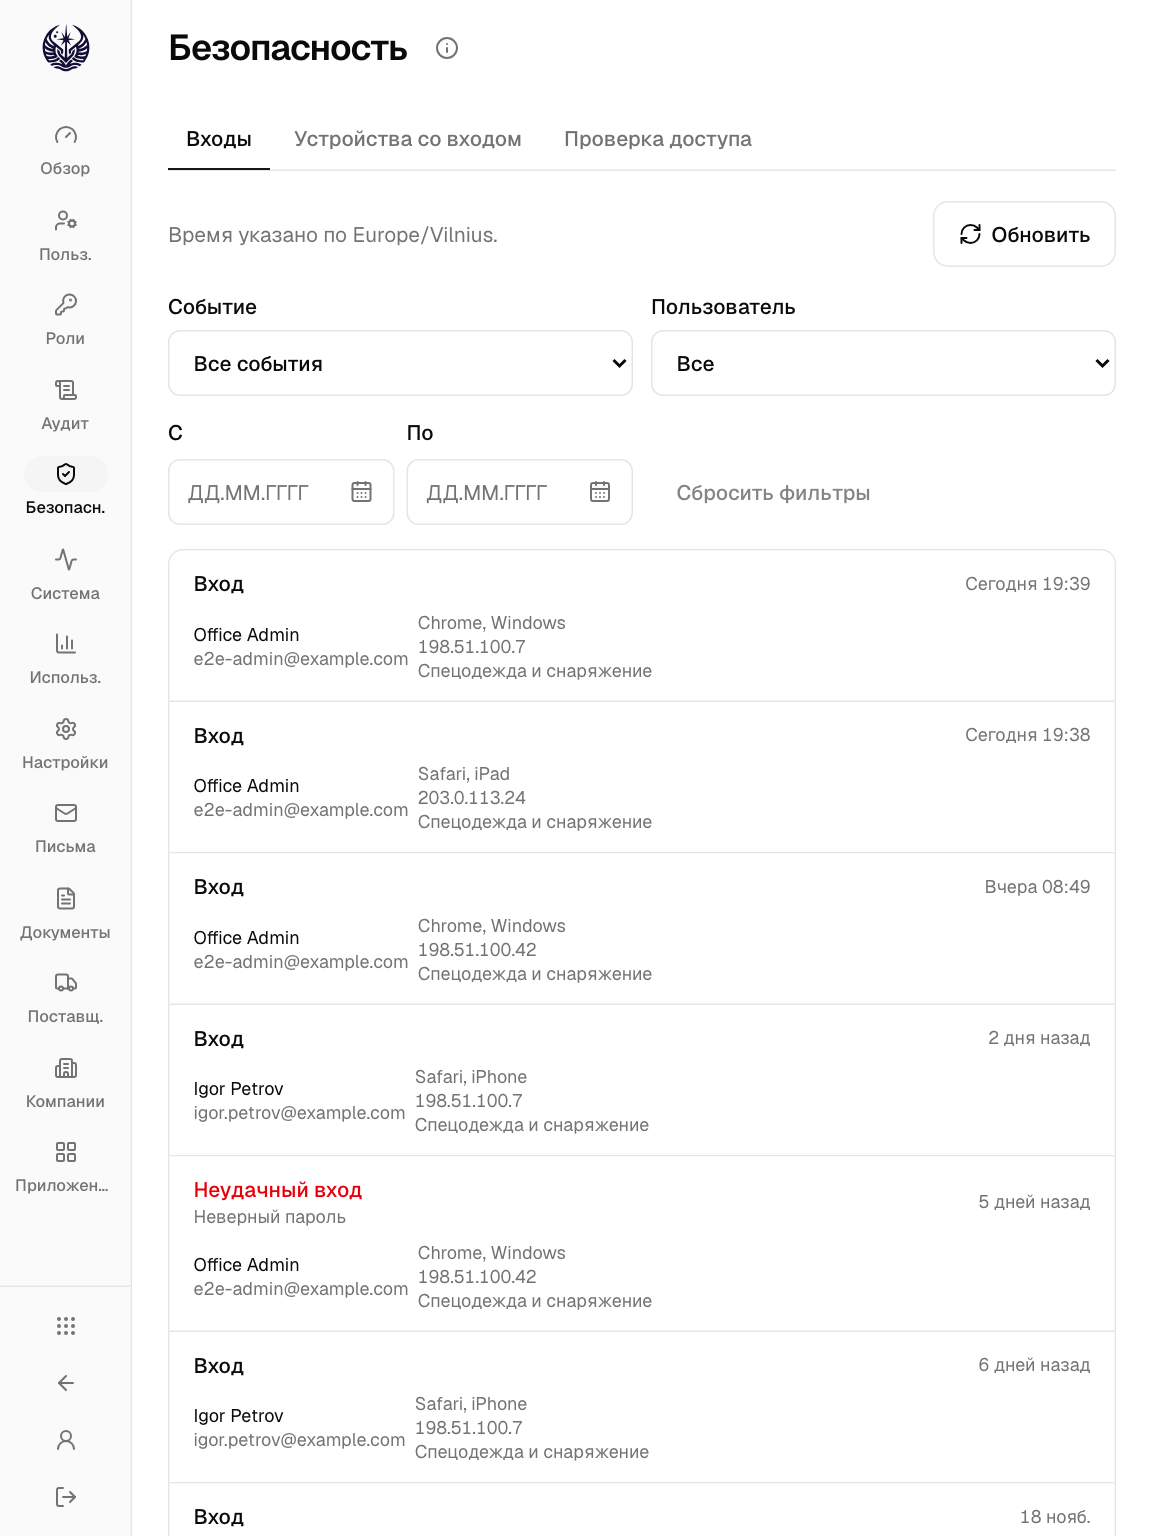 Безопасность
Обзор
Польз.
Роли
Аудит
Безопасн.
Система
Использ.
Настройки
Письма
Документы
Поставщ.
Компании
Приложен...
Входы
Устройства со входом
Проверка доступа
Время указано по Europe/Vilnius.
Обновить
Событие
Пользователь
Все события
Все
С
По
ДД.ММ.ГГГГ
ДД.ММ.ГГГГ
Сбросить фильтры
Вход
Сегодня 19:39
Office Admin
e2e-admin@example.com
Chrome, Windows
198.51.100.7
Спецодежда и снаряжение
Вход
Сегодня 19:38
Office Admin
e2e-admin@example.com
Safari, iPad
203.0.113.24
Спецодежда и снаряжение
Вход
Вчера 08:49
Office Admin
e2e-admin@example.com
Chrome, Windows
198.51.100.42
Спецодежда и снаряжение
Вход
2 дня назад
Igor Petrov
igor.petrov@example.com
Safari, iPhone
198.51.100.7
Спецодежда и снаряжение
Неудачный вход
Неверный пароль
5 дней назад
Office Admin
e2e-admin@example.com
Chrome, Windows
198.51.100.42
Спецодежда и снаряжение
Вход
6 дней назад
Igor Petrov
igor.petrov@example.com
Safari, iPhone
198.51.100.7
Спецодежда и снаряжение
Вход
18 нояб.